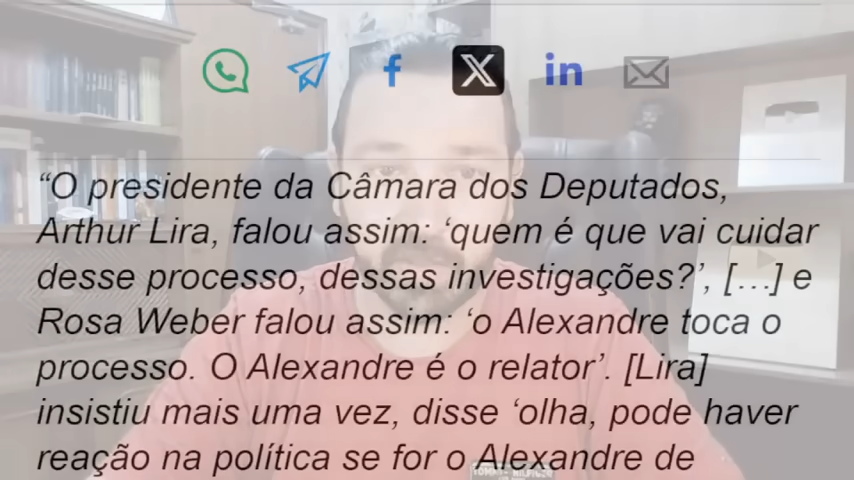 “O presidente da Câmara dos Deputados,
Arthur Lira, falou assim: ‘quem é que vai cuidar
desse processo, dessas investigações?’, […] e
Rosa Weber falou assim: ‘o Alexandre toca o
processo. O Alexandre é o relator’. [Lira]
insistiu mais uma vez, disse ‘olha, pode haver
reação na política se for o Alexandre de